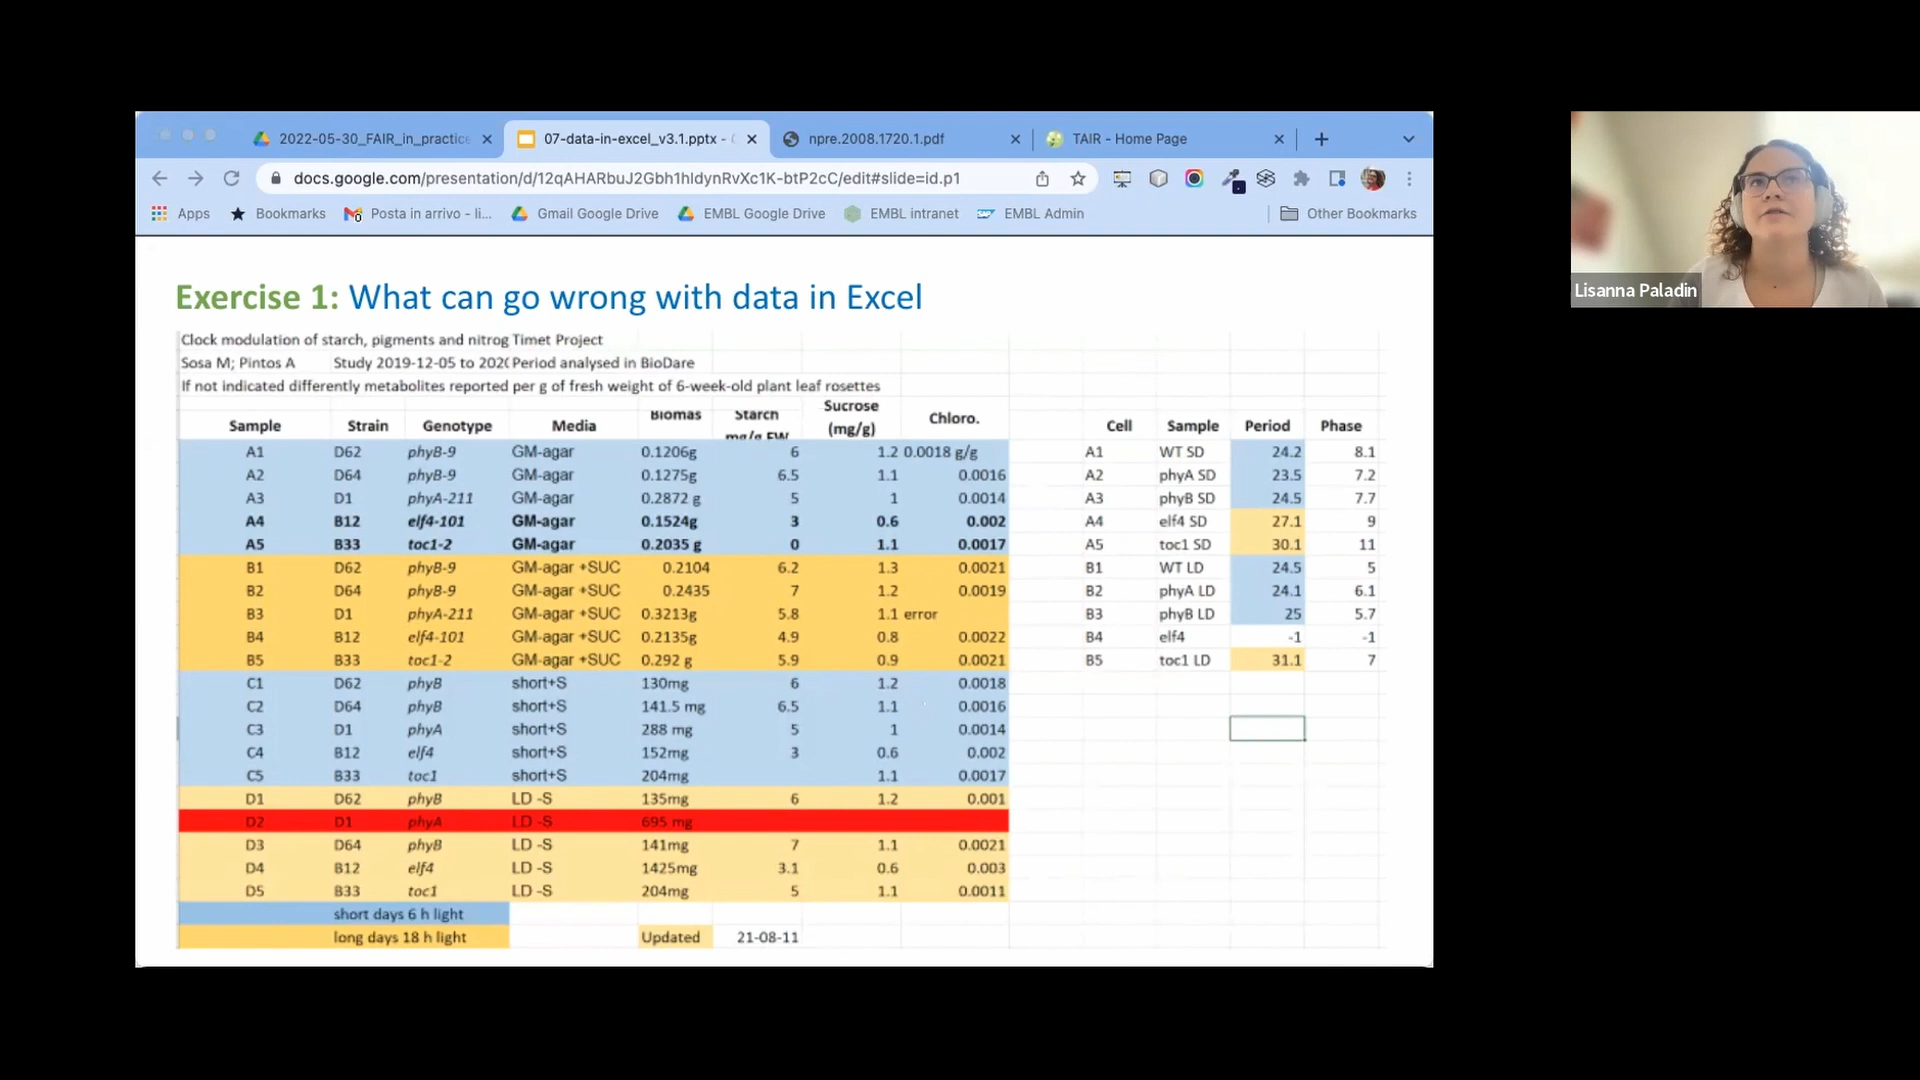 2022-05-30_FAIR_in_practice
07-data-in-excel_v3.1.pptx -
npre.2008.1720.1.pdf
TAIR - Home Page
docs.google.com/presentation/d/12qAHARbuJ2Gbh1hldynRvXc1K-btP2cC/edit#slide=id.p1
Apps Bookmarks Posta in arrivo - li... Gmail Google Drive EMBL Google Drive EMBL intranet EMBL Admin Other Bookmarks
Lisanna Paladin
Exercise 1: What can go wrong with data in Excel
Clock modulation of starch, pigments and nitrog Timet Project
Sosa M; Pintos A Study 2019-12-05 to 202 Period analysed in BioDare
If not indicated differently metabolites reported per g of fresh weight of 6-week-old plant leaf rosettes
Sample Strain Genotype Media Biomas Starch mg/g FW Sucrose (mg/g) Chloro.
A1 D62 phyB-9 GM-agar 0.1206g 6 1.2 0.0018 g/g
A2 D64 phyB-9 GM-agar 0.1275g 6.5 1.1 0.0016
A3 D1 phyA-211 GM-agar 0.2872 g 5 1 0.0014
A4 B12 elf4-101 GM-agar 0.1524g 3 0.6 0.002
A5 B33 toc1-2 GM-agar 0.2035 g 0 1.1 0.0017
B1 D62 phyB-9 GM-agar +SUC 0.2104 6.2 1.3 0.0021
B2 D64 phyB-9 GM-agar +SUC 0.2435 7 1.2 0.0019
B3 D1 phyA-211 GM-agar +SUC 0.3213g 5.8 1.1 error
B4 B12 elf4-101 GM-agar +SUC 0.2135g 4.9 0.8 0.0022
B5 B33 toc1-2 GM-agar +SUC 0.292 g 5.9 0.9 0.0021
C1 D62 phyB short+S 130mg 6 1.2 0.0018
C2 D64 phyB short+S 141.5 mg 6.5 1.1 0.0016
C3 D1 phyA short+S 288 mg 5 1 0.0014
C4 B12 elf4 short+S 152mg 3 0.6 0.002
C5 B33 toc1 short+S 204mg 1.1 0.0017
D1 D62 phyB LD -S 135mg 6 1.2 0.001
D2 D1 phyA LD -S 695 mg
D3 D64 phyB LD -S 141mg 7 1.1 0.0021
D4 B12 elf4 LD -S 1425mg 3.1 0.6 0.003
D5 B33 toc1 LD -S 204mg 5 1.1 0.0011
short days 6 h light
long days 18 h light Updated 21-08-11
Cell Sample Period Phase
A1 WT SD 24.2 8.1
A2 phyA SD 23.5 7.2
A3 phyB SD 24.5 7.7
A4 elf4 SD 27.1 9
A5 toc1 SD 30.1 11
B1 WT LD 24.5 5
B2 phyA LD 24.1 6.1
B3 phyB LD 25 5.7
B4 elf4 -1 -1
B5 toc1 LD 31.1 7